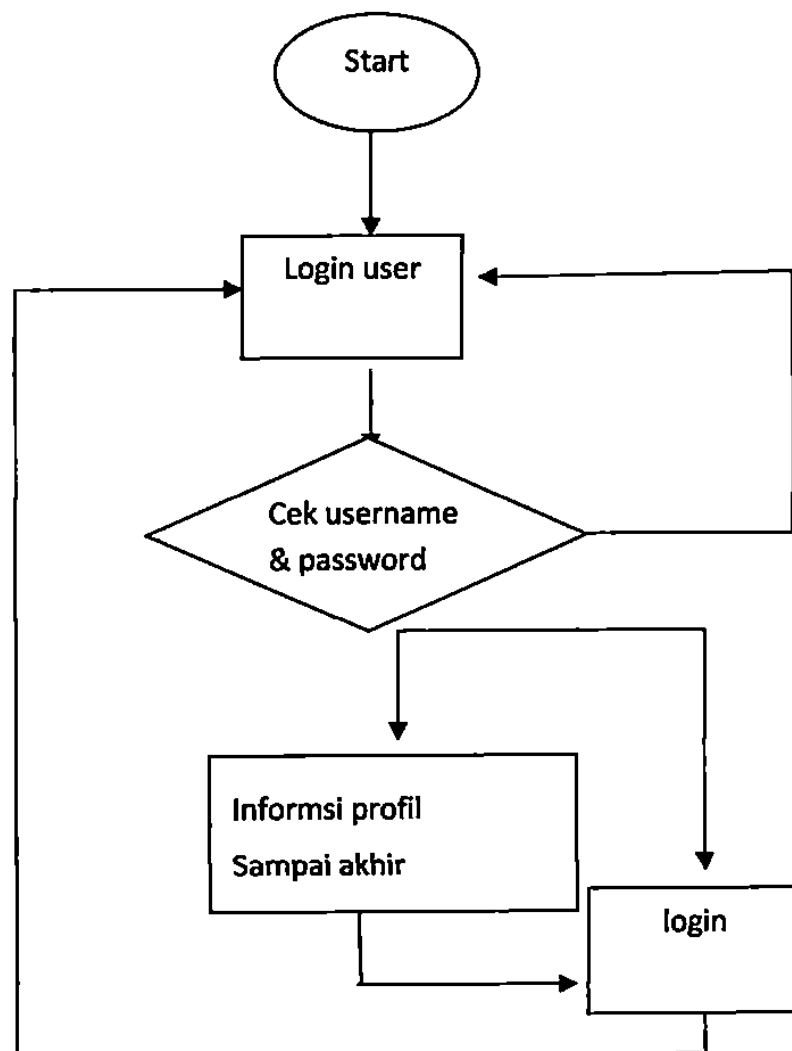 Start
Login user
Cek username
& password
Informsi profil
Sampai akhir
login